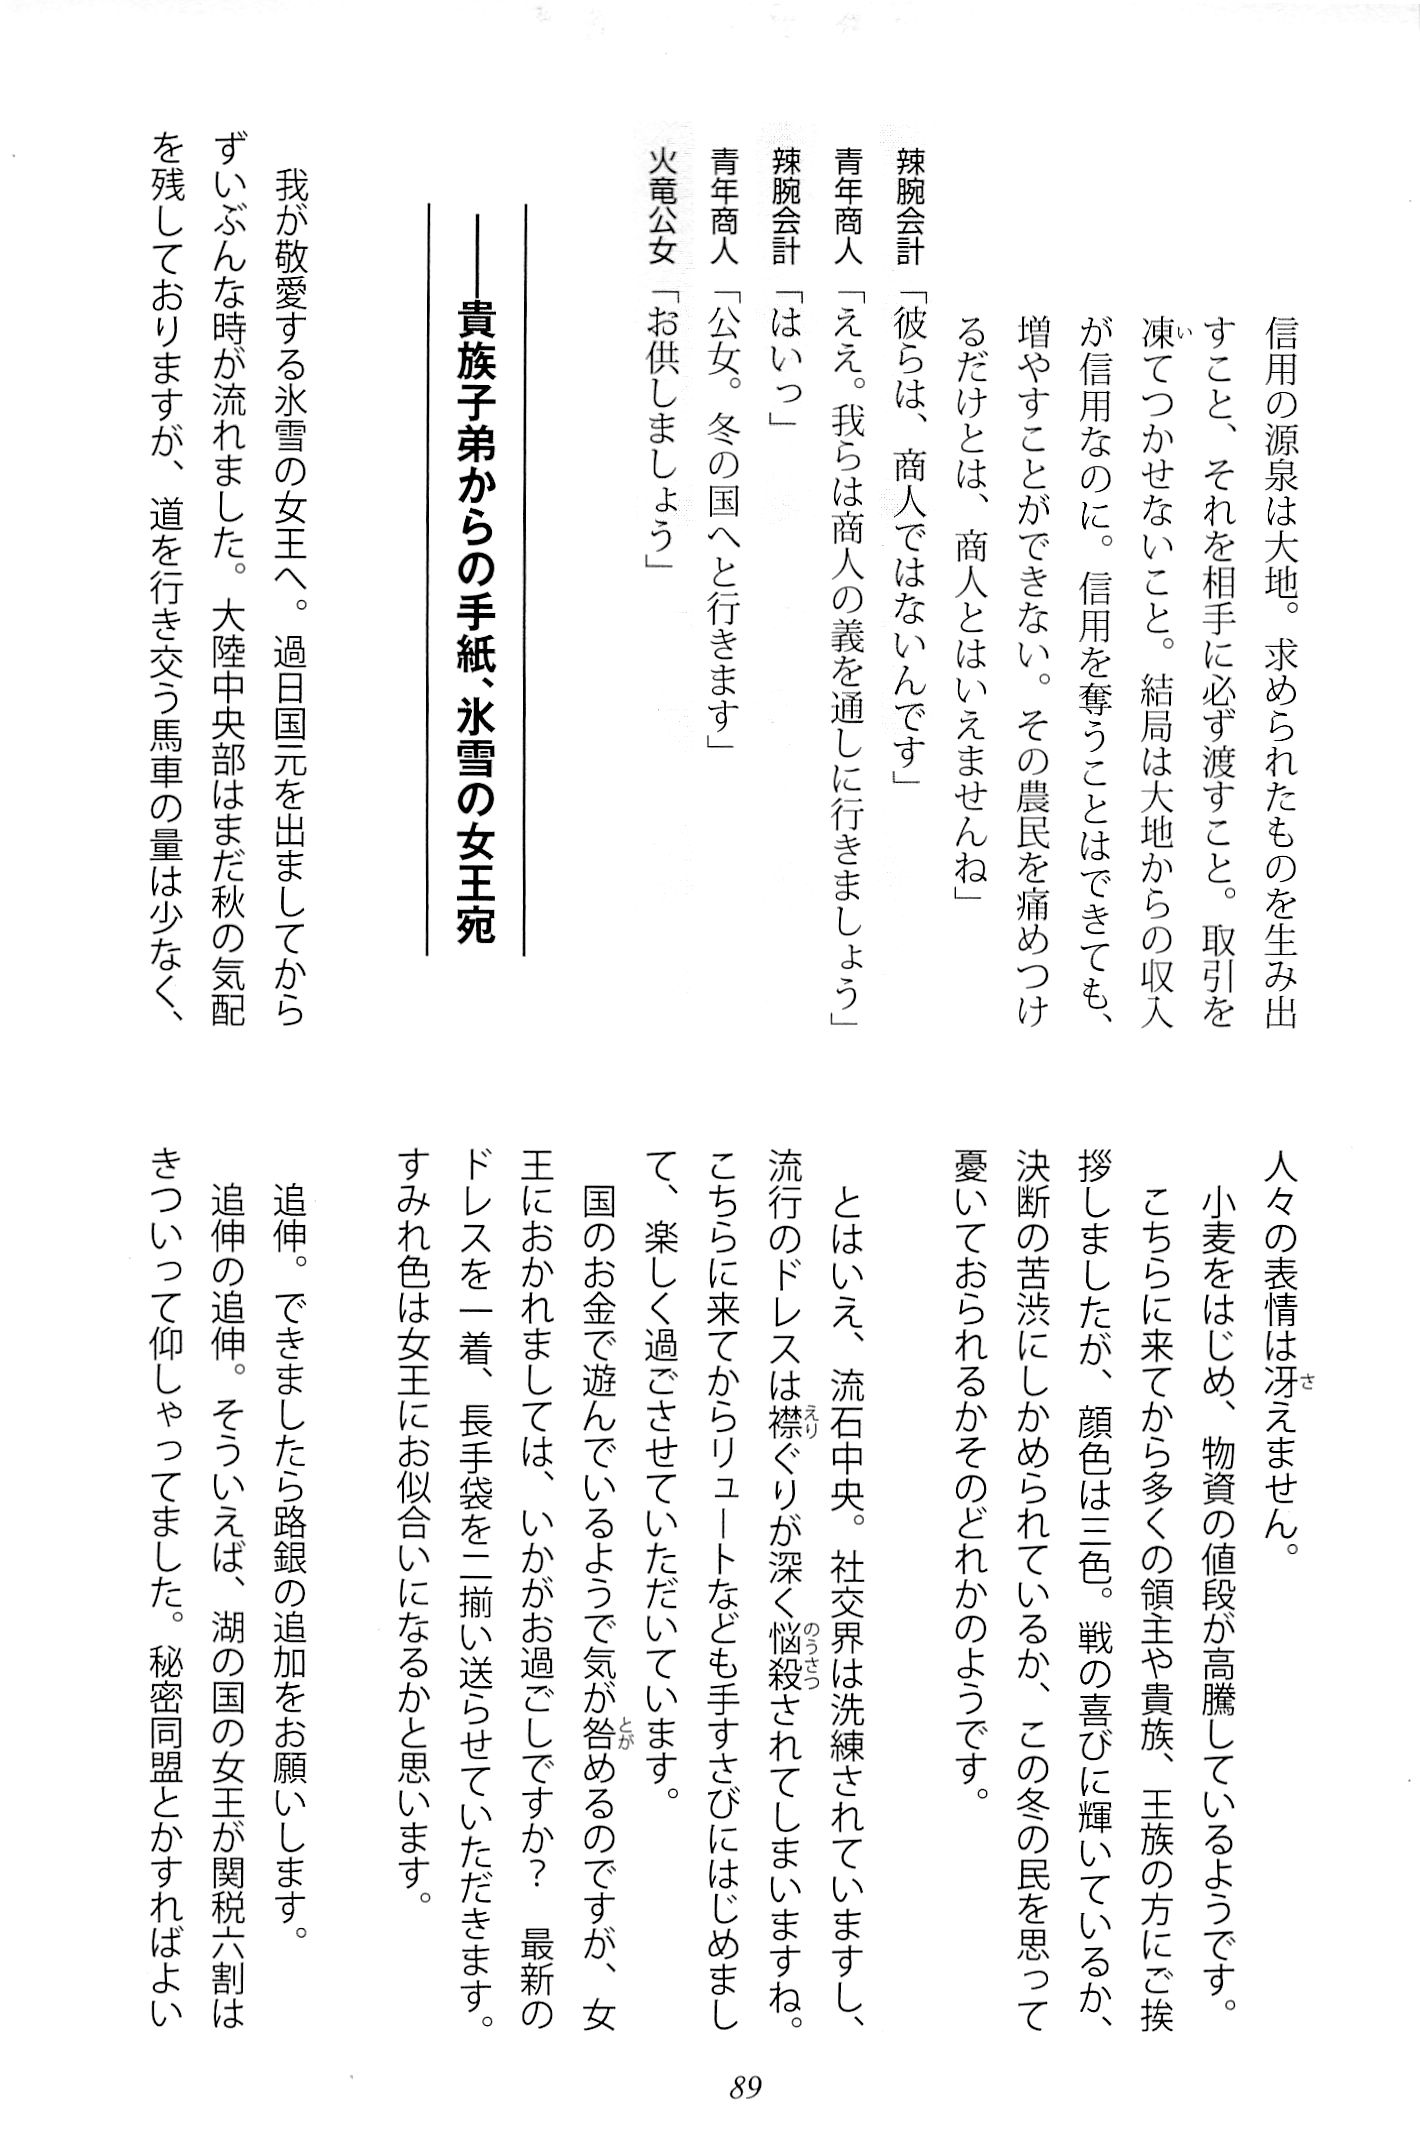 信用の源泉は大地。求められたものを生み出
すこと、それを相手に必ず渡すこと。取引を
凍てつかせないこと。結局は大地からの収入
が信用なのに。信用を奪うことはできても、
増やすことができない。その農民を痛めつけ
るだけとは、商人とはいえませんね」
辣腕会計「彼らは、商人ではないんです」
青年商人「ええ。我らは商人の義を通しに行きましょう」
辣腕会計「はいっ」
青年商人「公女。冬の国へと行きます」
火竜公女「お供しましょう」
――貴族子弟からの手紙、氷雪の女王宛
我が敬愛する氷雪の女王へ。過日国元を出ましてから
ずいぶんな時が流れました。大陸中央部はまだ秋の気配
を残しておりますが、道を行き交う馬車の量は少なく、
人々の表情は冴えません。
小麦をはじめ、物資の値段が高騰しているようです。
こちらに来てから多くの領主や貴族、王族の方にご挨
拶しましたが、顔色は三色。戦の喜びに輝いているか、
決断の苦渋にしかめられているか、この冬の民を思って
憂いておられるかそのどれかのようです。
とはいえ、流石中央。社交界は洗練されていますし、
流行のドレスは襟ぐりが深く悩殺されてしまいますね。
こちらに来てからリュートなども手すさびにはじめまし
て、楽しく過ごさせていただいています。
国のお金で遊んでいるようで気が咎めるのですが、女
王におかれましては、いかがお過ごしですか？　最新の
ドレスを一着、長手袋を二揃い送らせていただきます。
すみれ色は女王にお似合いになるかと思います。
追伸。できましたら路銀の追加をお願いします。
追伸の追伸。そういえば、湖の国の女王が関税六割は
きついって仰しゃってました。秘密同盟とかすればよい
89